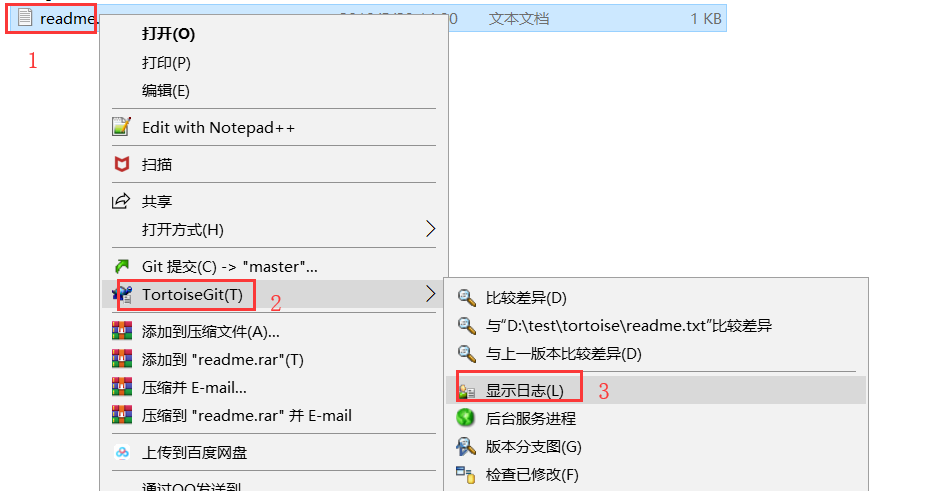 readme.
文本文档
1 KB
1
打开(O)
打印(P)
编辑(E)
Edit with Notepad++
扫描
共享
打开方式(H)
Git 提交(C) -> "master"...
TortoiseGit(T)
2
添加到压缩文件(A)...
添加到 "readme.rar"(T)
压缩并 E-mail...
压缩到 "readme.rar" 并 E-mail
上传到百度网盘
通过QQ发送到
比较差异(D)
与“D:\test\tortoise\readme.txt”比较差异
与上一版本比较差异(D)
显示日志(L)
3
后台服务进程
版本分支图(G)
检查已修改(F)